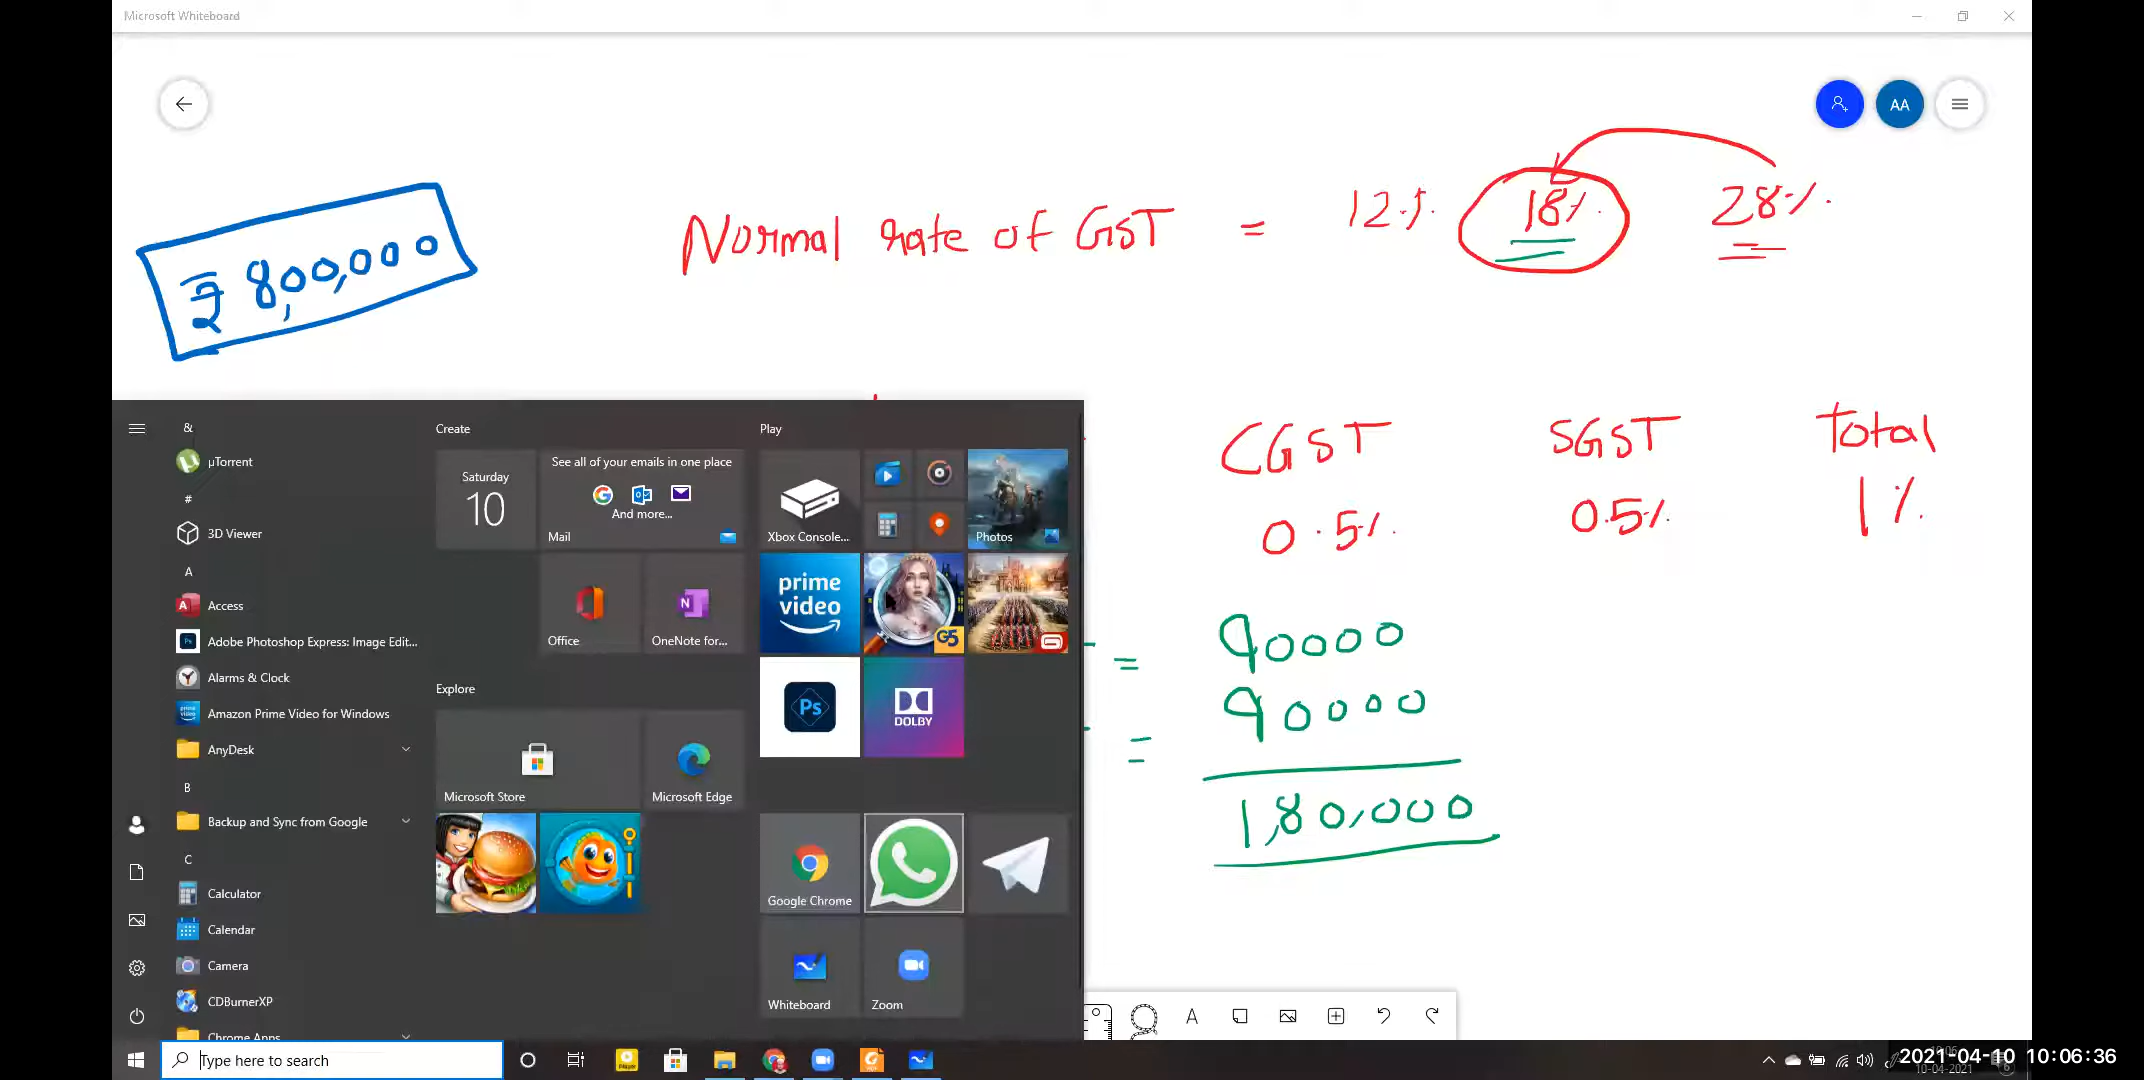 Microsoft Whiteboard
AA
₹ 8,00,000
Normal rate of GST = 12% 18% 28%
CGST SGST Total
0.5% 0.5% 1%
= 90000
= 90000
1,80,000
&
µTorrent
#
3D Viewer
A
Access
Adobe Photoshop Express: Image Edit...
Alarms & Clock
Amazon Prime Video for Windows
AnyDesk
B
Backup and Sync from Google
C
Calculator
Calendar
Camera
CDBurnerXP
Chrome Apps
Create
Saturday
10
See all of your emails in one place
And more...
Mail
Office
OneNote for...
Explore
Microsoft Store
Microsoft Edge
Play
Xbox Console...
Photos
prime
video
G5
Ps
DOLBY
Google Chrome
Whiteboard
Zoom
Type here to search
2021-04-10 10:06:36
10-04-2021